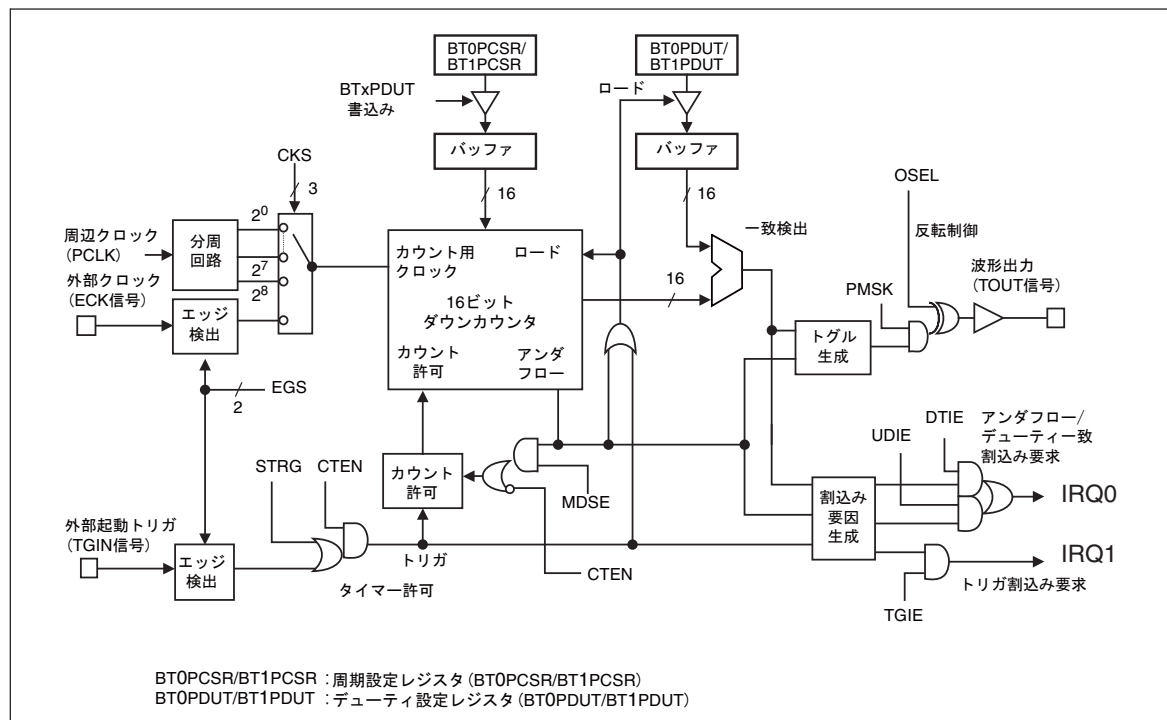 BT0PCSR/
BT1PCSR
BT0PDUT/
BT1PDUT
BTxPDUT
書込み
ロード
バッファ
バッファ
CKS
3
16
16
OSEL
2⁰
2⁷
2⁸
周辺クロック
(PCLK)
分周
回路
外部クロック
(ECK信号)
エッジ
検出
カウント用
クロック
ロード
16ビット
ダウンカウンタ
カウント
許可
アンダ
フロー
16
一致検出
反転制御
波形出力
(TOUT信号)
PMSK
トグル
生成
EGS
2
STRG
CTEN
カウント
許可
MDSE
CTEN
UDIE
DTIE
アンダフロー/
デューティ一致
割込み要求
IRQ0
割込み
要因
生成
外部起動トリガ
(TGIN信号)
エッジ
検出
トリガ
タイマー許可
IRQ1
トリガ割込み要求
TGIE
BT0PCSR/BT1PCSR : 周期設定レジスタ(BT0PCSR/BT1PCSR)
BT0PDUT/BT1PDUT : デューティ設定レジスタ(BT0PDUT/BT1PDUT)